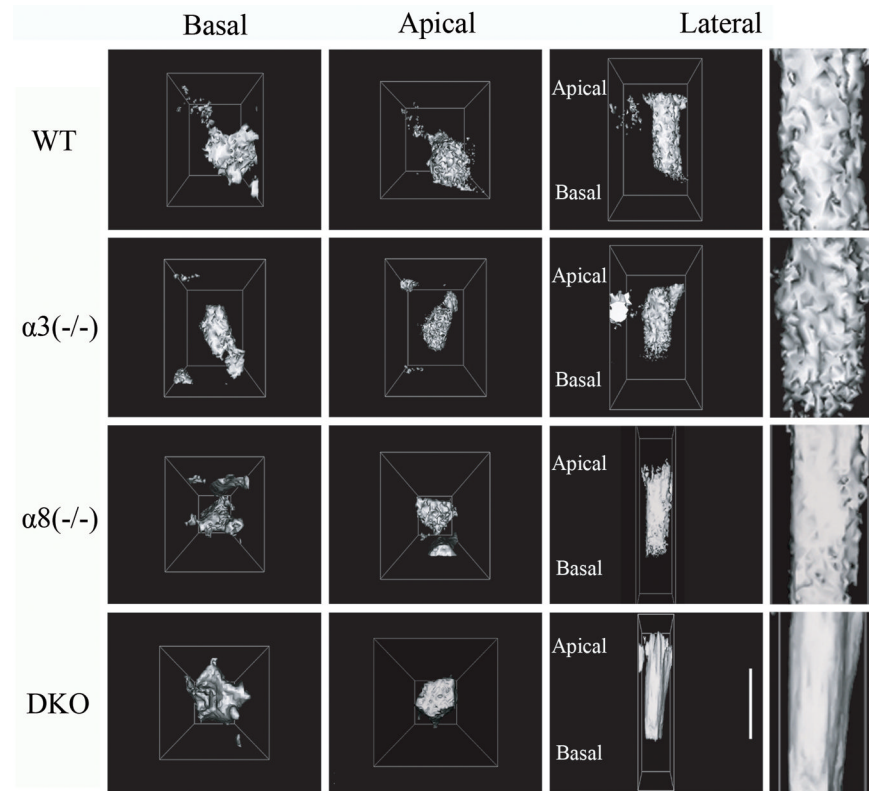 Basal Apical Lateral
WT
Apical
Basal
α3(-/-)
Apical
Basal
α8(-/-)
Apical
Basal
DKO
Apical
Basal